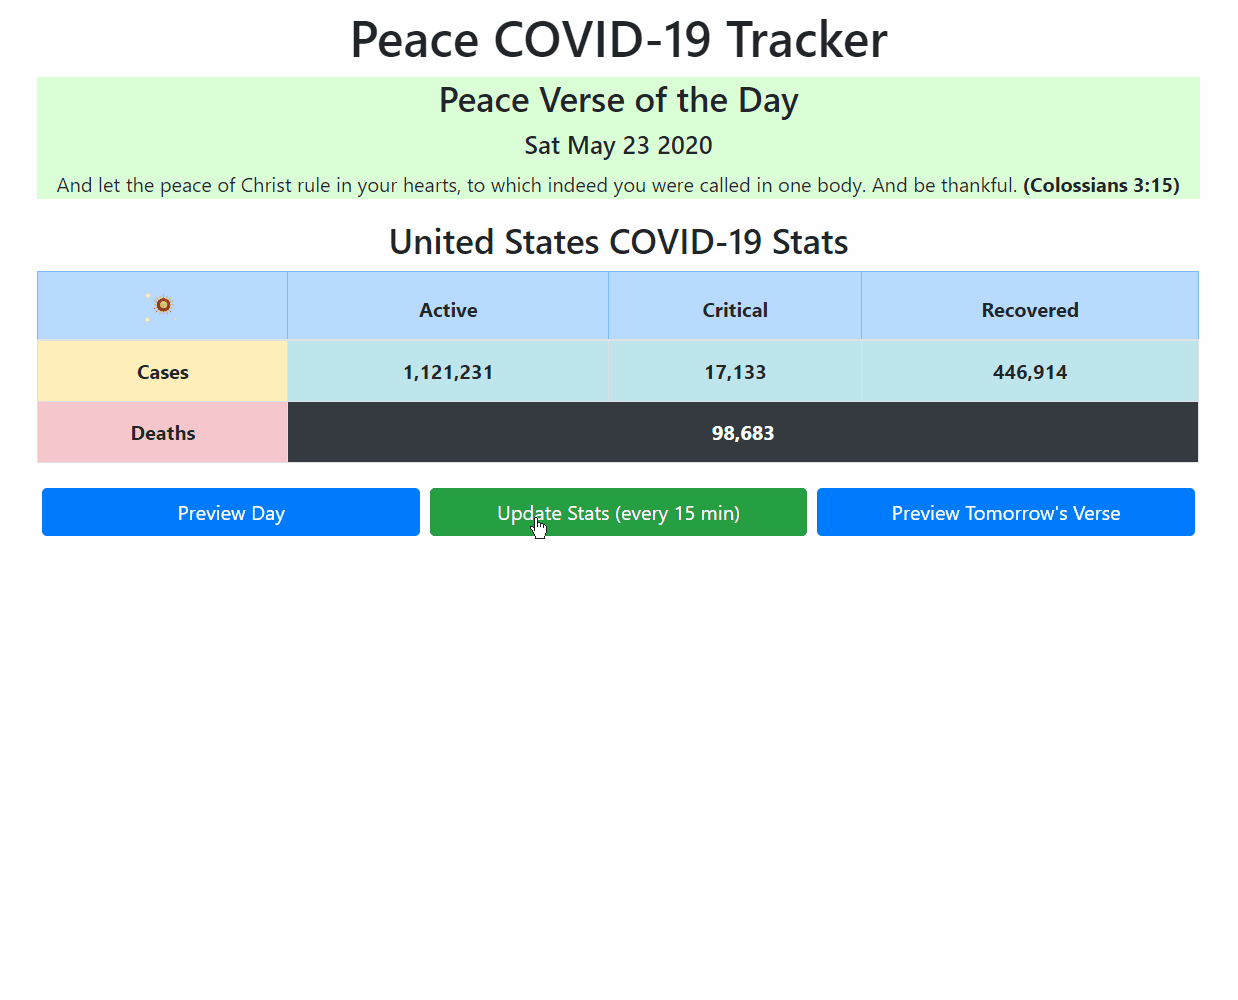 Peace COVID-19 Tracker
Peace Verse of the Day
Sat May 23 2020
And let the peace of Christ rule in your hearts, to which indeed you were called in one body. And be thankful. (Colossians 3:15)
United States COVID-19 Stats
Active Critical Recovered
Cases 1,121,231 17,133 446,914
Deaths 98,683
Preview Day Update Stats (every 15 min) Preview Tomorrow's Verse